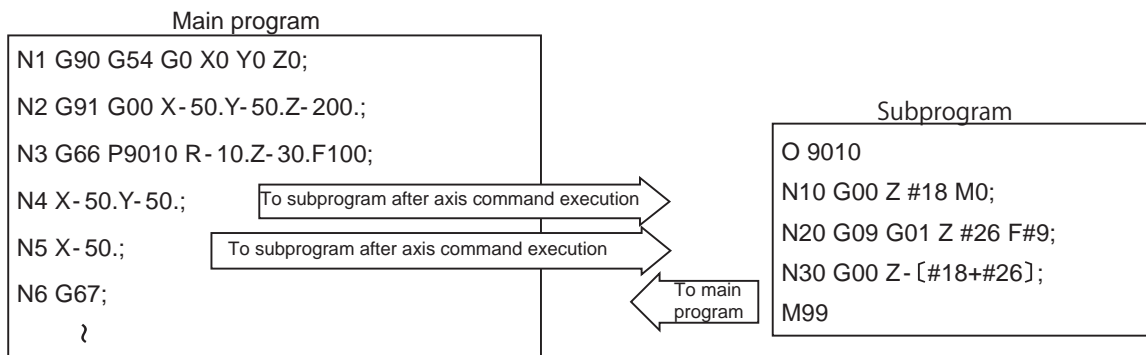 Main program
N1 G90 G54 G0 X0 Y0 Z0;
N2 G91 G00 X-50.Y-50.Z-200.;
N3 G66 P9010 R-10.Z-30.F100;
N4 X-50.Y-50.;
To subprogram after axis command execution
N5 X-50.;
To subprogram after axis command execution
N6 G67;
~
To main
program
Subprogram
O 9010
N10 G00 Z #18 M0;
N20 G09 G01 Z #26 F#9;
N30 G00 Z-〔#18+#26〕;
M99